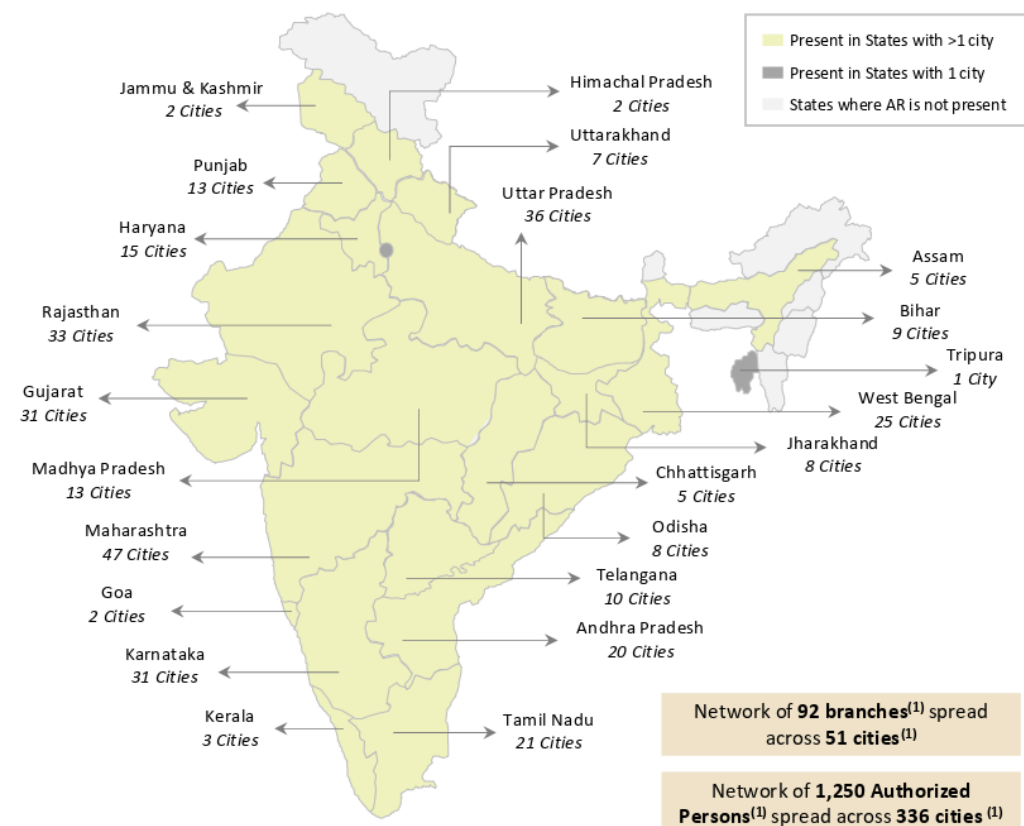 Present in States with >1 city
Present in States with 1 city
States where AR is not present
Jammu & Kashmir
2 Cities
Himachal Pradesh
2 Cities
Uttarakhand
7 Cities
Punjab
13 Cities
Uttar Pradesh
36 Cities
Haryana
15 Cities
Assam
5 Cities
Rajasthan
33 Cities
Bihar
9 Cities
Tripura
1 City
Gujarat
31 Cities
West Bengal
25 Cities
Jharkhand
8 Cities
Madhya Pradesh
13 Cities
Chhattisgarh
5 Cities
Maharashtra
47 Cities
Odisha
8 Cities
Telangana
10 Cities
Goa
2 Cities
Andhra Pradesh
20 Cities
Karnataka
31 Cities
Kerala
3 Cities
Tamil Nadu
21 Cities
Network of 92 branches(1) spread
across 51 cities(1)
Network of 1,250 Authorized
Persons(1) spread across 336 cities (1)